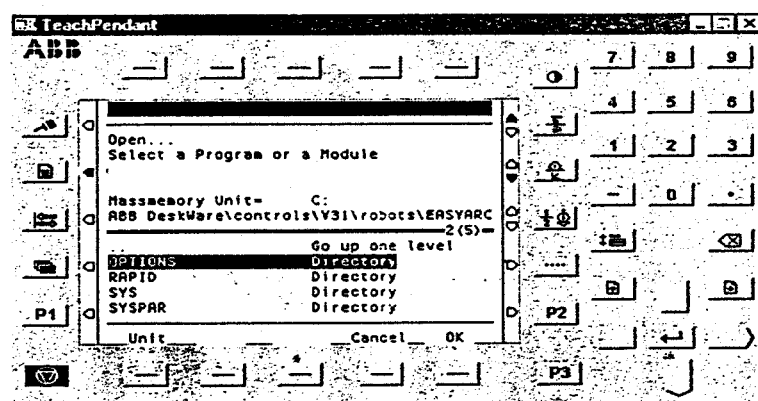 TeachPendant
ABB
7 8 9
4 5 6
1 2 3
- 0 .
Open...
Select a Program or a Module
Massmemory Unit= C:
ABB DeskWare\controls\V31\robots\EASYARC
2(5)
.. Go up one level
OPTIONS Directory
RAPID Directory
SYS Directory
SYSPAR Directory
Unit Cancel OK
P1
P2
P3